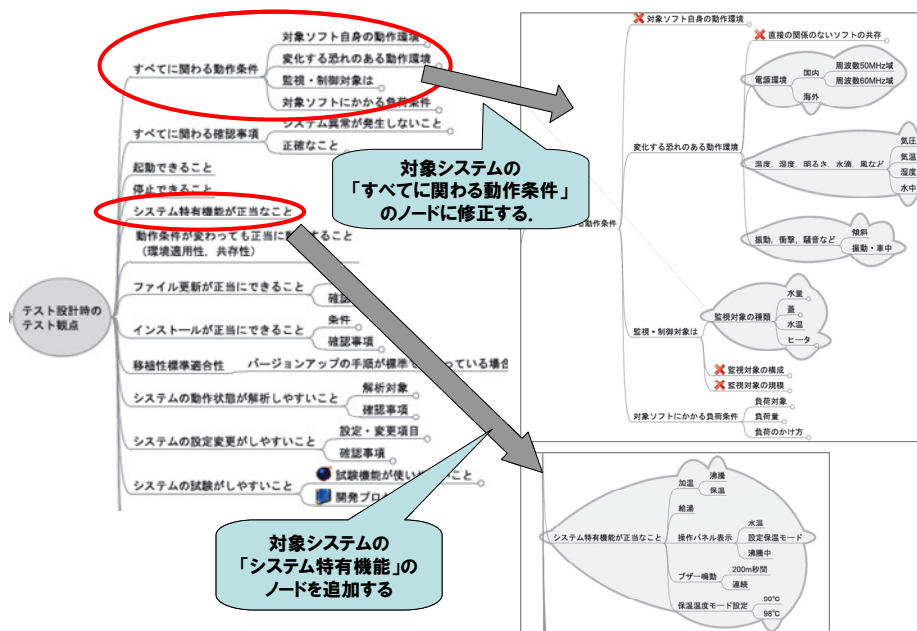 対象ソフト自身の動作環境
変化する恐れのある動作環境
すべてに関わる動作条件
監視・制御対象は
対象ソフトにかかる負荷条件
システム異常が発生しないこと
すべてに関わる確認事項
正確なこと
起動できること
停止できること
システム特有機能が正当なこと
動作条件が変わっても正当に
すること
（環境適用性，共存性）
ファイル更新が正当にできること
確認
テスト設計時の
テスト観点
条件
インストールが正当にできること
確認事項
移植性標準適合性
バージョンアップの手順が標準で
っている場合
解析対象
システムの動作状態が解析しやすいこと
確認事項
設定・変更項目
システムの設定変更がしやすいこと
確認事項
試験機能が使い
こと
システムの試験がしやすいこと
開発プロ
対象システムの
「すべてに関わる動作条件」
のノードに修正する.
対象システムの
「システム特有機能」の
ノードを追加する
対象ソフト自身の動作環境
直接の関係のないソフトの共存
周波数50MHz域
国内
電源環境
周波数60MHz域
海外
気圧
変化する恐れのある動作環境
温度、湿度、明るさ、水滴、風など
気温
湿度
水中
動作条件
傾斜
振動、衝撃、騒音など
振動・車中
水量
監視対象の種類
蓋
水温
監視・制御対象は
ヒータ
監視対象の構成
監視対象の規模
負荷対象
対象ソフトにかかる負荷条件
負荷量
負荷のかけ方
沸騰
加温
保温
給湯
水温
システム特有機能が正当なこと
操作パネル表示
設定保温モード
沸騰中
200m秒間
ブザー鳴動
連続
90℃
保温温度モード設定
98℃